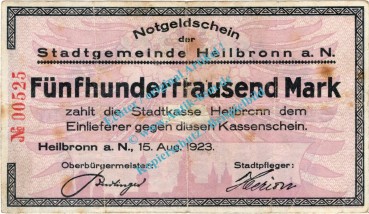 Notgeldschein
der
Stadtgemeinde Heilbronn a. N.
Fünfhunderttausend Mark
zahlt die Stadtkasse Heilbronn dem
Einlieferer gegen diesen Kassenschein.
Heilbronn a. N., 15. Aug. 1923.
Oberbürgermeister: Stadtpfleger:
№ 00525